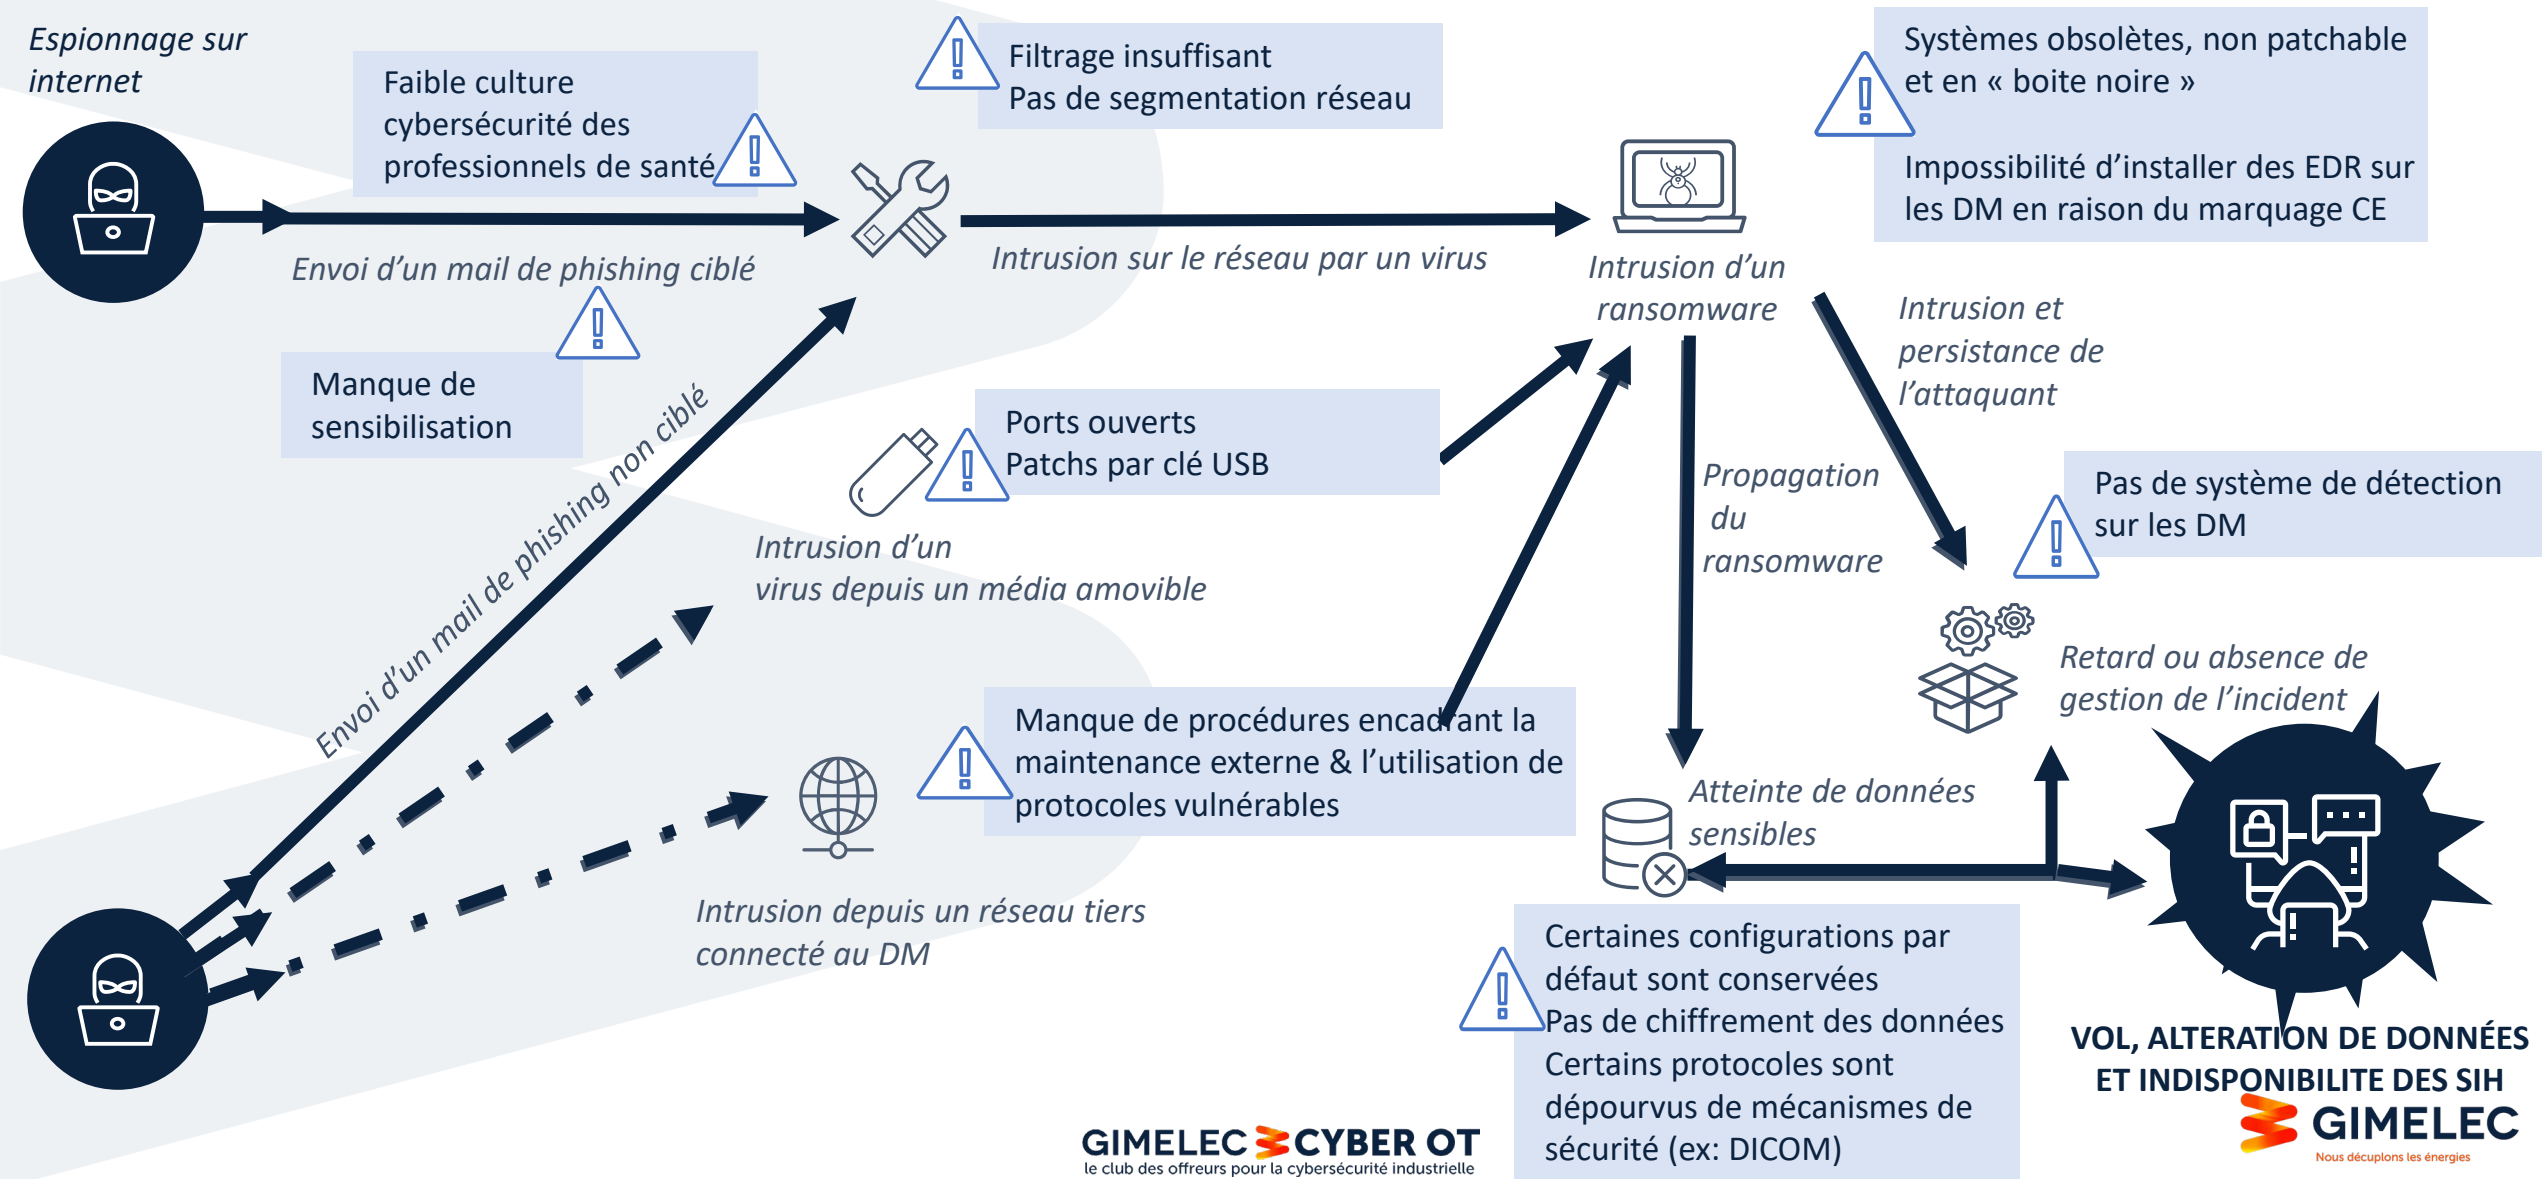 Espionnage sur
internet
Faible culture
cybersécurité des
professionnels de santé
Filtrage insuffisant
Pas de segmentation réseau
Systèmes obsolètes, non patchable
et en « boite noire »
Impossibilité d’installer des EDR sur
les DM en raison du marquage CE
Envoi d’un mail de phishing ciblé
Intrusion sur le réseau par un virus
Intrusion d’un
ransomware
Intrusion et
persistance de
l’attaquant
Manque de
sensibilisation
Envoi d’un mail de phishing non ciblé
Ports ouverts
Patchs par clé USB
Intrusion d’un
virus depuis un média amovible
Propagation
du
ransomware
Pas de système de détection
sur les DM
Retard ou absence de
gestion de l’incident
Manque de procédures encadrant la
maintenance externe & l’utilisation de
protocoles vulnérables
Atteinte de données
sensibles
Intrusion depuis un réseau tiers
connecté au DM
Certaines configurations par
défaut sont conservées
Pas de chiffrement des données
Certains protocoles sont
dépourvus de mécanismes de
sécurité (ex: DICOM)
VOL, ALTERATION DE DONNÉES
ET INDISPONIBILITE DES SIH
GIMELEC CYBER OT
le club des offreurs pour la cybersécurité industrielle
GIMELEC
Nous décuplons les énergies